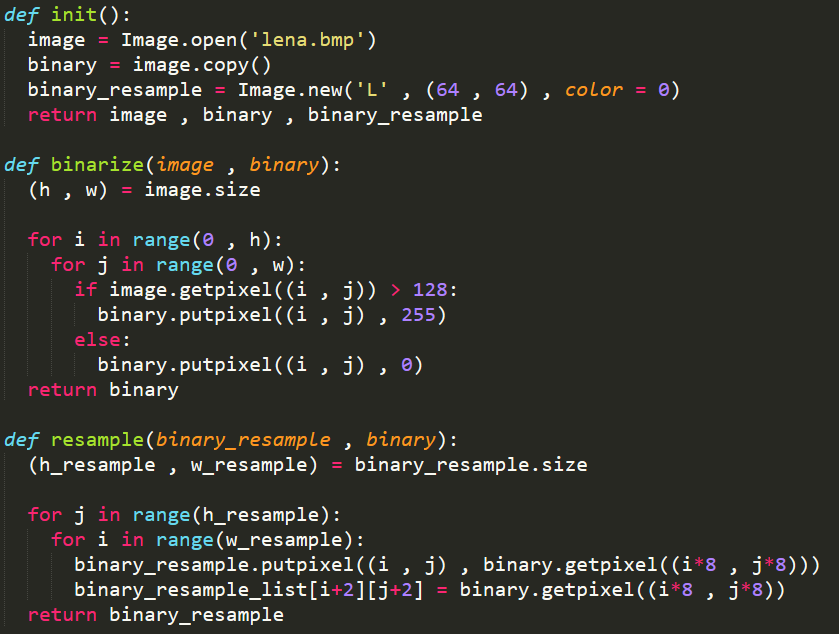 def init():
  image = Image.open('lena.bmp')
  binary = image.copy()
  binary_resample = Image.new('L' , (64 , 64) , color = 0)
  return image , binary , binary_resample

def binarize(image , binary):
  (h , w) = image.size

  for i in range(0 , h):
    for j in range(0 , w):
      if image.getpixel((i , j)) > 128:
        binary.putpixel((i , j) , 255)
      else:
        binary.putpixel((i , j) , 0)
  return binary

def resample(binary_resample , binary):
  (h_resample , w_resample) = binary_resample.size

  for j in range(h_resample):
    for i in range(w_resample):
      binary_resample.putpixel((i , j) , binary.getpixel((i*8 , j*8)))
      binary_resample_list[i+2][j+2] = binary.getpixel((i*8 , j*8))
  return binary_resample